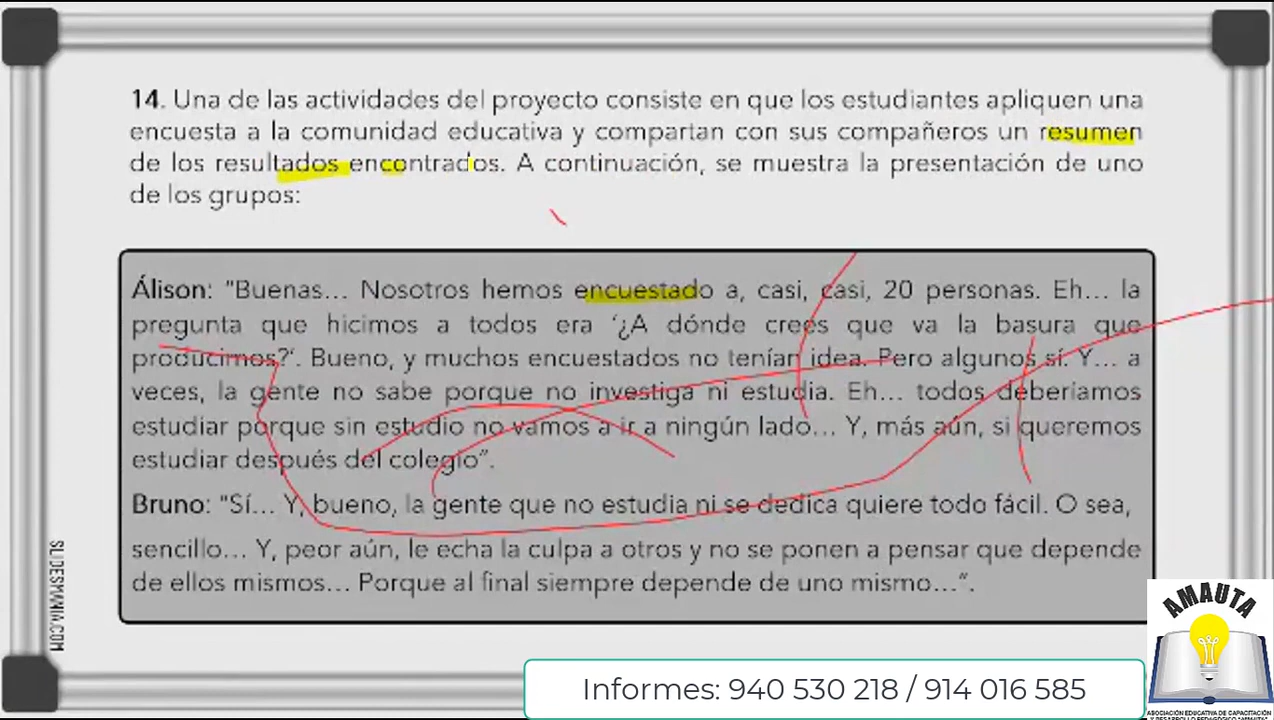 14. Una de las actividades del proyecto consiste en que los estudiantes apliquen una
encuesta a la comunidad educativa y compartan con sus compañeros un resumen
de los resultados encontrados. A continuación, se muestra la presentación de uno
de los grupos:
Álison: "Buenas... Nosotros hemos encuestado a, casi, casi, 20 personas. Eh... la
pregunta que hicimos a todos era '¿A dónde crees que va la basura que
producimos?'. Bueno, y muchos encuestados no tenían idea. Pero algunos sí. Y... a
veces, la gente no sabe porque no investiga ni estudia. Eh... todos deberíamos
estudiar porque sin estudio no vamos a ir a ningún lado... Y, más aún, si queremos
estudiar después del colegio".
Bruno: "Sí... Y, bueno, la gente que no estudia ni se dedica quiere todo fácil. O sea,
sencillo... Y, peor aún, le echa la culpa a otros y no se ponen a pensar que depende
de ellos mismos... Porque al final siempre depende de uno mismo...".
SLIDESMANIA.COM
Informes: 940 530 218 / 914 016 585
AMAUTA
ASOCIACIÓN EDUCATIVA DE CAPACITACIÓN
Y DESARROLLO PEDAGÓGICO "AMAUTA"